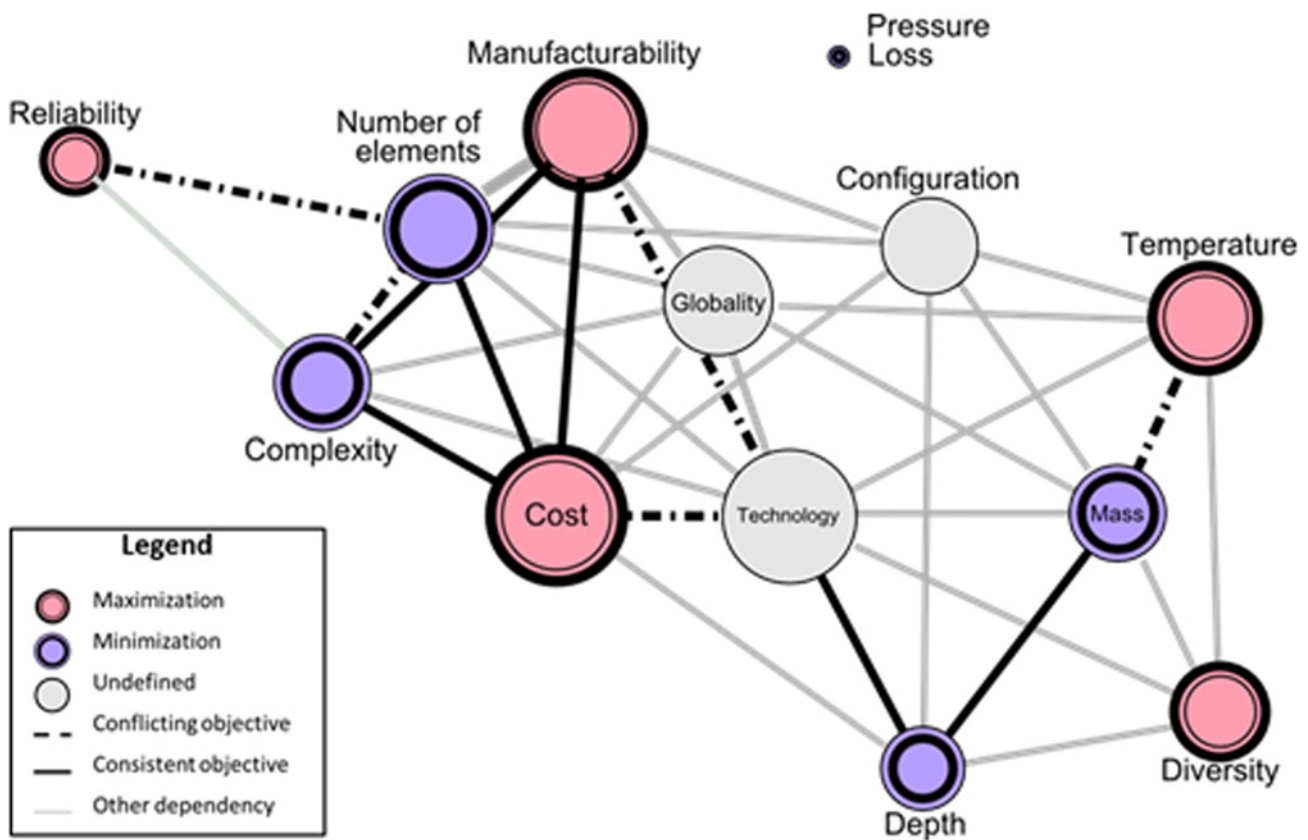 Pressure
Loss
Manufacturability
Reliability
Number of
elements
Configuration
Temperature
Globality
Complexity
Cost
Technology
Mass
Legend
Maximization
Minimization
Undefined
Conflicting objective
Consistent objective
Other dependency
Diversity
Depth